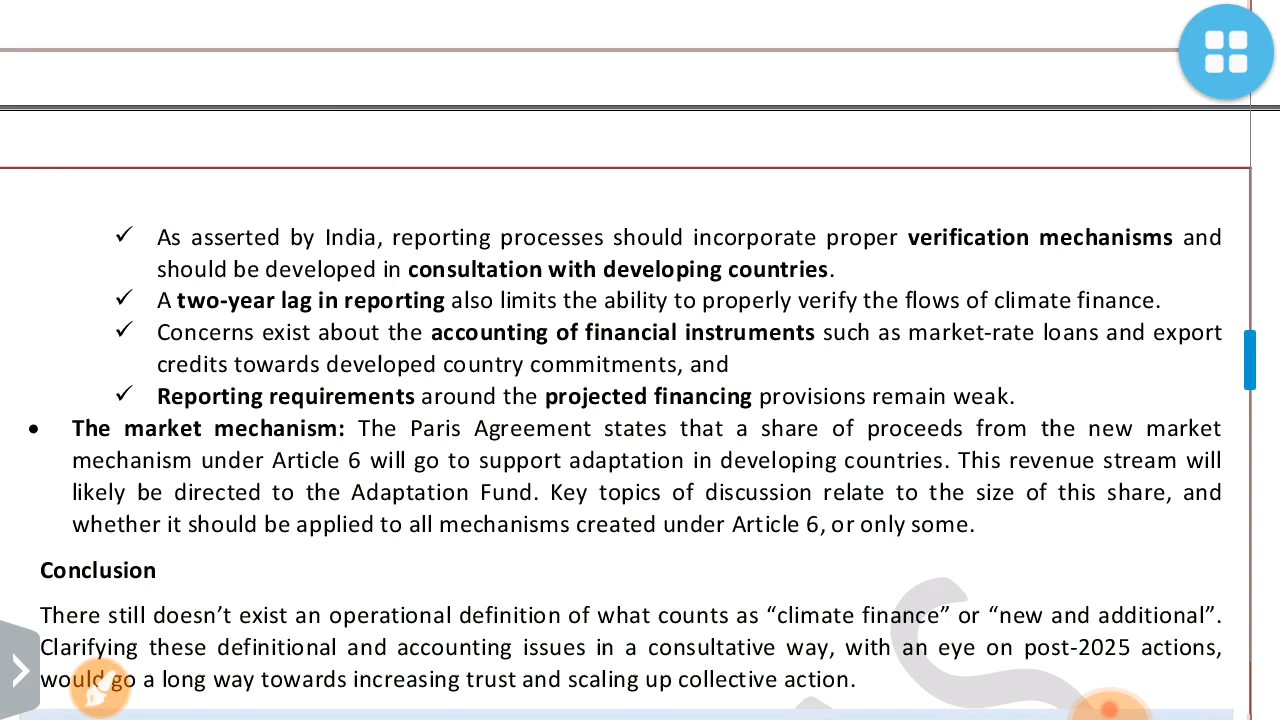 ✓ As asserted by India, reporting processes should incorporate proper verification mechanisms and
should be developed in consultation with developing countries.
✓ A two-year lag in reporting also limits the ability to properly verify the flows of climate finance.
✓ Concerns exist about the accounting of financial instruments such as market-rate loans and export
credits towards developed country commitments, and
✓ Reporting requirements around the projected financing provisions remain weak.
• The market mechanism: The Paris Agreement states that a share of proceeds from the new market
mechanism under Article 6 will go to support adaptation in developing countries. This revenue stream will
likely be directed to the Adaptation Fund. Key topics of discussion relate to the size of this share, and
whether it should be applied to all mechanisms created under Article 6, or only some.
Conclusion
There still doesn’t exist an operational definition of what counts as “climate finance” or “new and additional”.
Clarifying these definitional and accounting issues in a consultative way, with an eye on post-2025 actions,
would go a long way towards increasing trust and scaling up collective action.